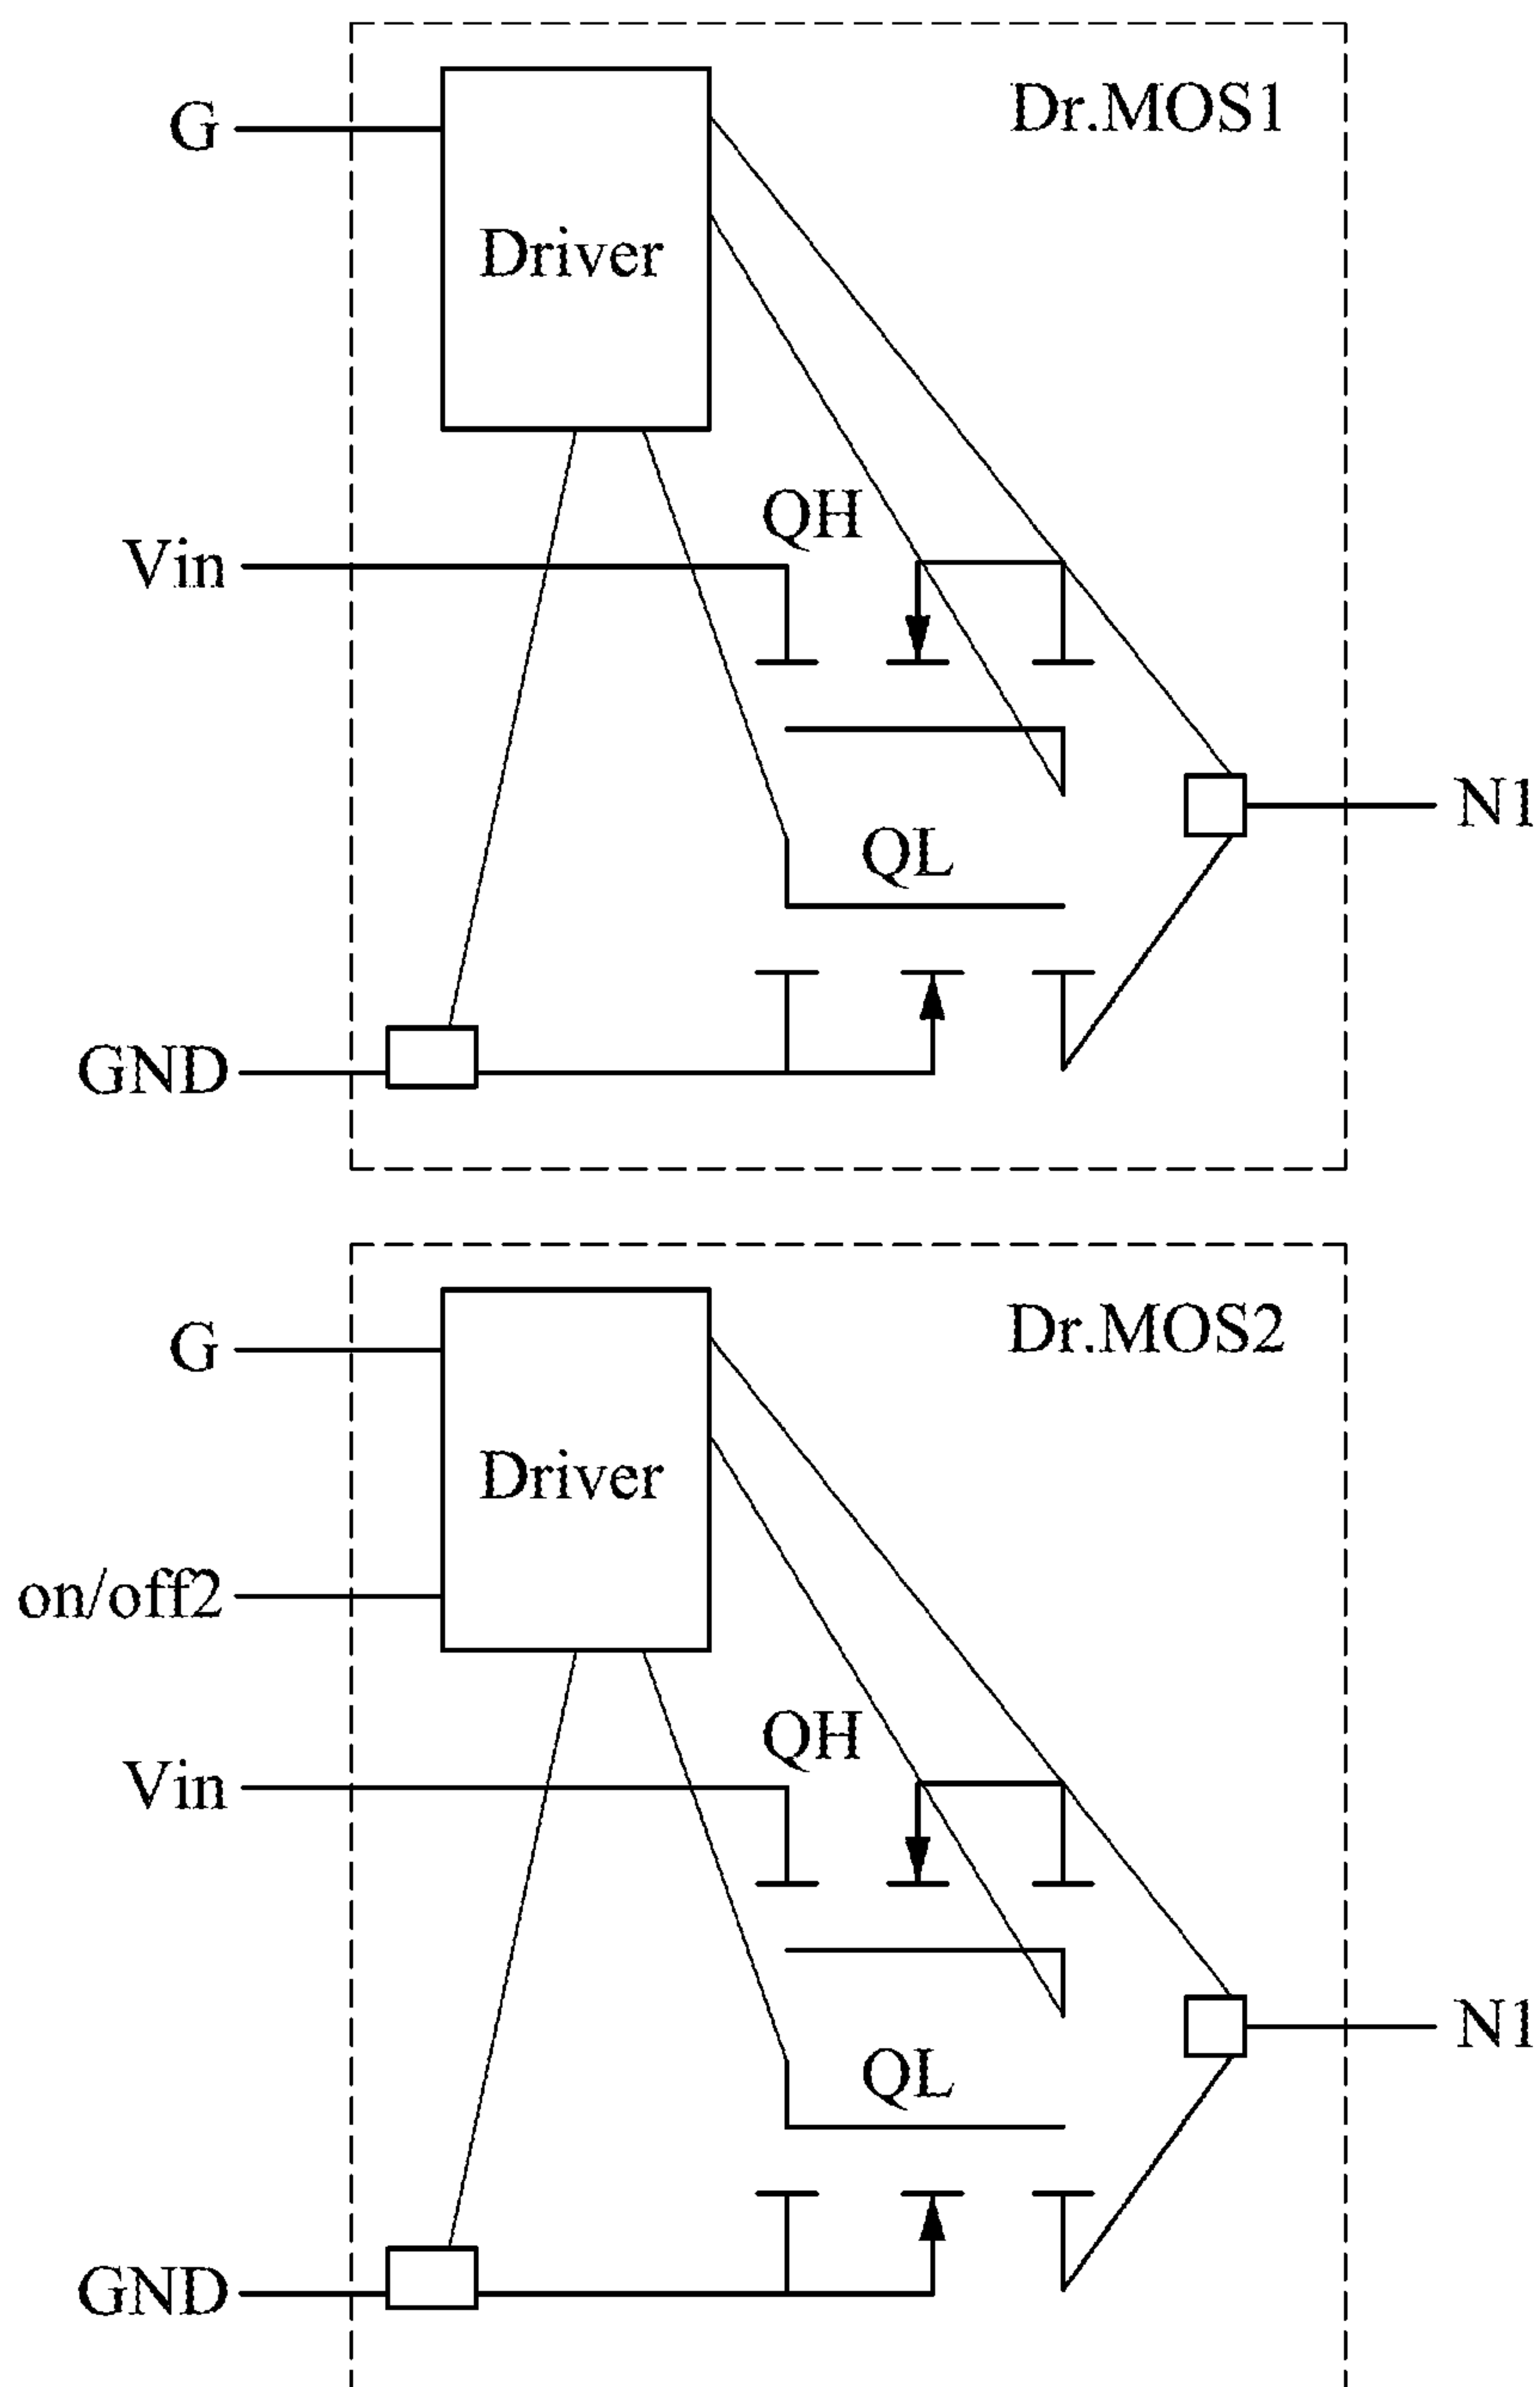 Dr.MOS1
G
Driver
QH
Vin
N1
QL
GND
Dr.MOS2
G
Driver
on/off2
QH
Vin
N1
QL
GND